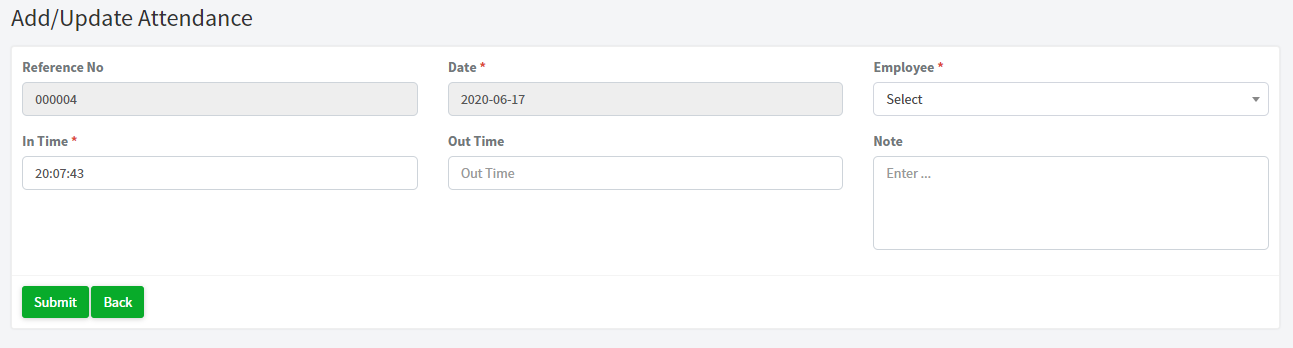 Add/Update Attendance
Reference No
Date *
Employee *
000004
2020-06-17
Select
In Time *
Out Time
Note
20:07:43
Out Time
Enter ...
Submit
Back